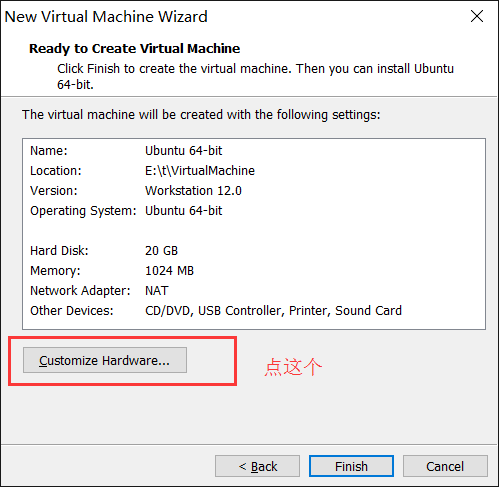 New Virtual Machine Wizard
Ready to Create Virtual Machine
Click Finish to create the virtual machine. Then you can install Ubuntu
64-bit.
The virtual machine will be created with the following settings:
Name: Ubuntu 64-bit
Location: E:\t\VirtualMachine
Version: Workstation 12.0
Operating System: Ubuntu 64-bit
Hard Disk: 20 GB
Memory: 1024 MB
Network Adapter: NAT
Other Devices: CD/DVD, USB Controller, Printer, Sound Card
Customize Hardware... 点这个
< Back Finish Cancel